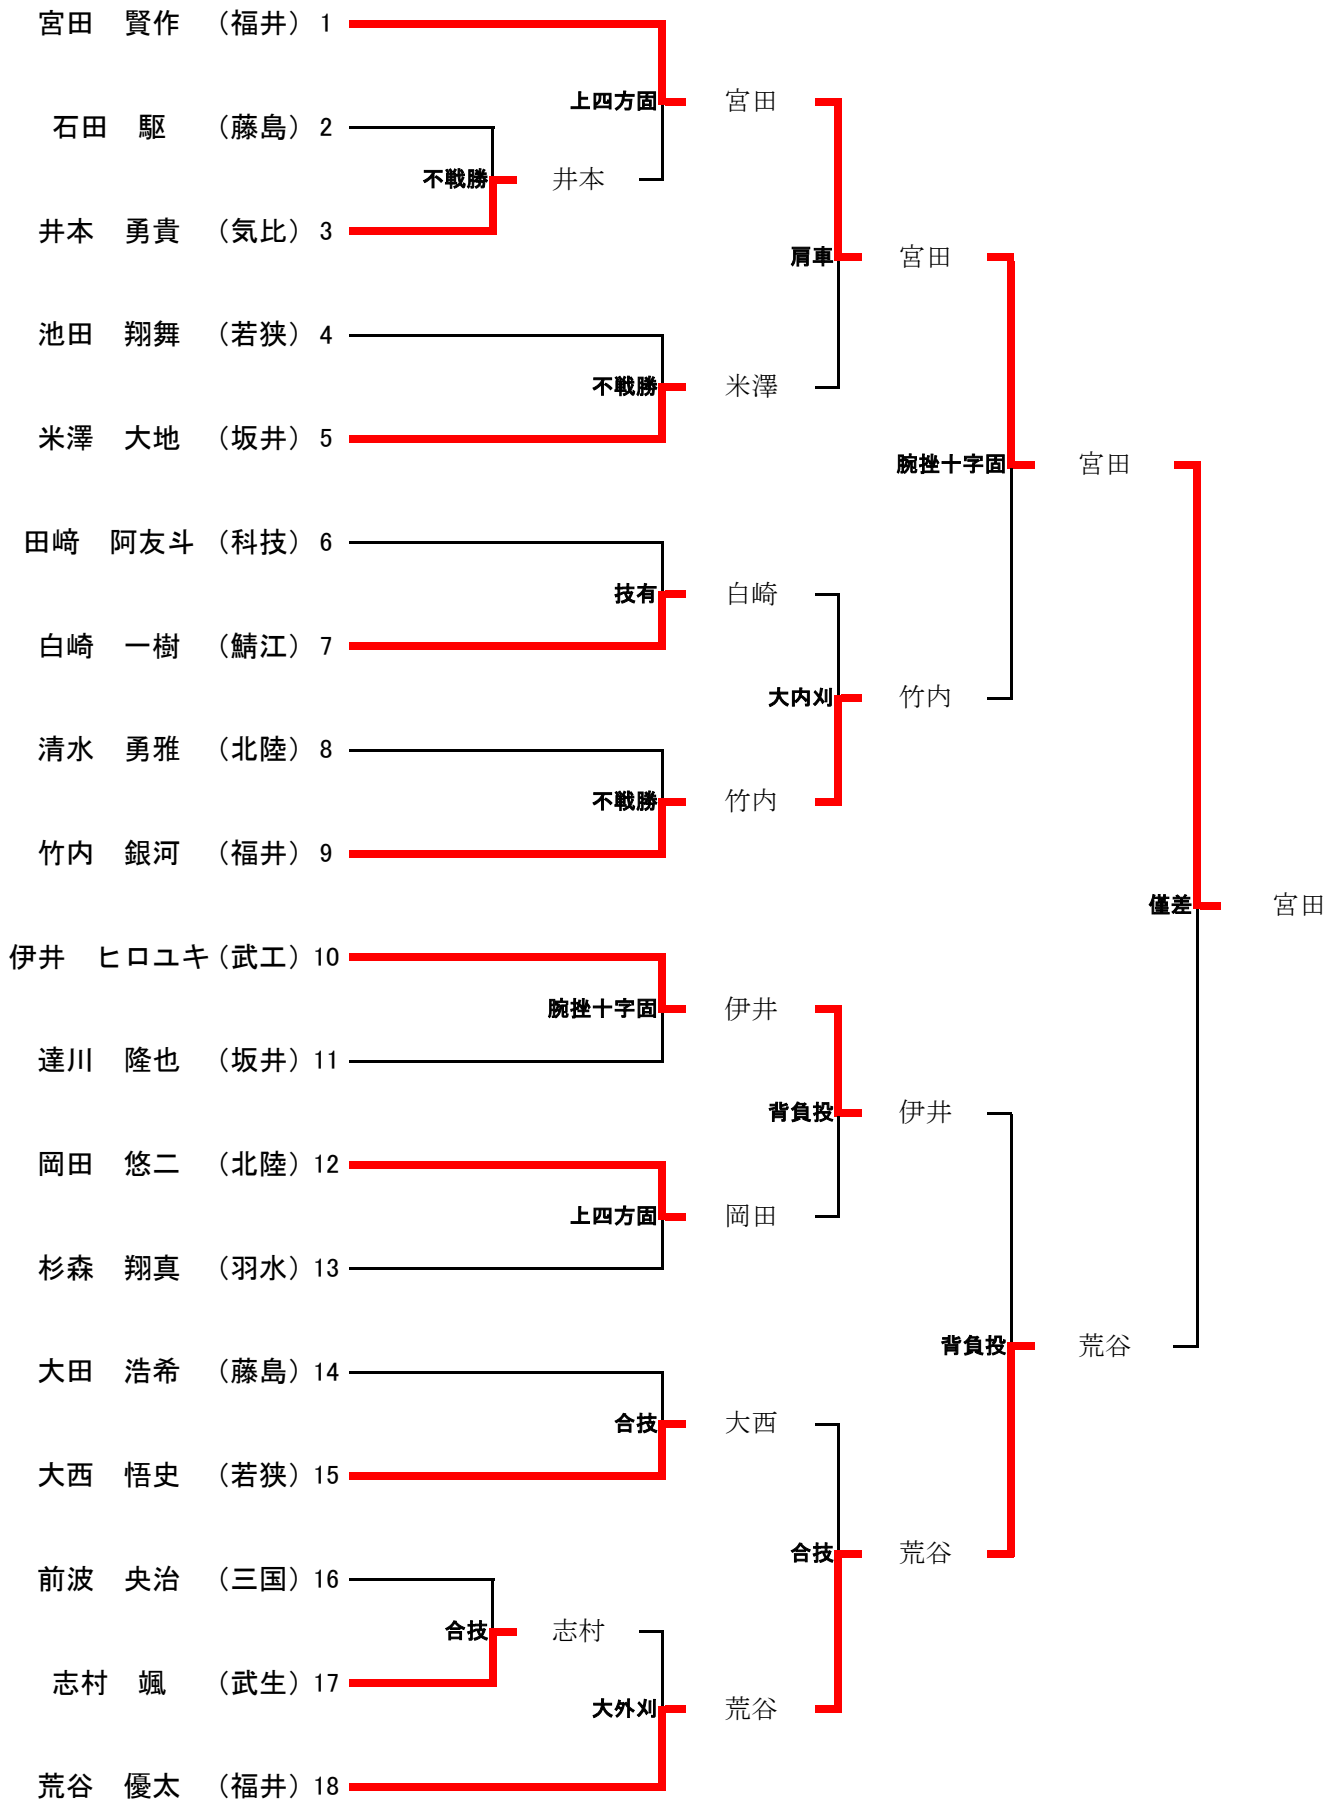 宮田　賢作　（福井） 1
上四方固　宮田
石田　駆　（藤島） 2
不戦勝　井本
井本　勇貴　（気比） 3
肩車　宮田
池田　翔舞　（若狭） 4
不戦勝　米澤
米澤　大地　（坂井） 5
腕挫十字固　宮田
田﨑　阿友斗　（科技） 6
技有　白崎
白崎　一樹　（鯖江） 7
大内刈　竹内
清水　勇雅　（北陸） 8
不戦勝　竹内
竹内　銀河　（福井） 9
僅差　宮田
伊井　ヒロユキ （武工） 10
腕挫十字固　伊井
達川　隆也　（坂井） 11
背負投　伊井
岡田　悠二　（北陸） 12
上四方固　岡田
杉森　翔真　（羽水） 13
背負投　荒谷
大田　浩希　（藤島） 14
合技　大西
大西　悟史　（若狭） 15
合技　荒谷
前波　央治　（三国） 16
合技　志村
志村　颯　（武生） 17
大外刈　荒谷
荒谷　優太　（福井） 18